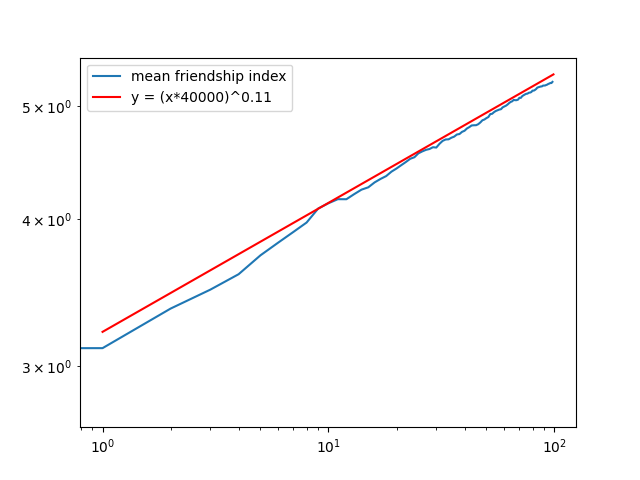 mean friendship index
y = (x*40000)^0.11
5 × 10⁰
4 × 10⁰
3 × 10⁰
10⁰
10¹
10²